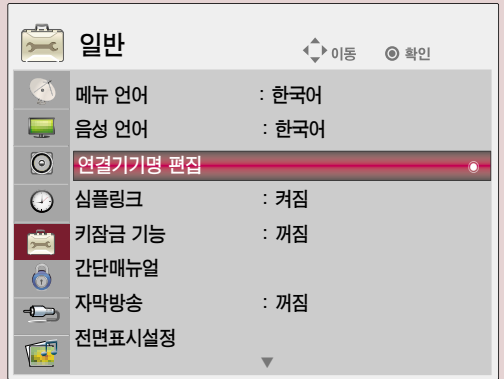 일반 이동 확인
메뉴 언어 : 한국어
음성 언어 : 한국어
연결기기명 편집
심플링크 : 켜짐
키잠금 기능 : 꺼짐
간단매뉴얼
자막방송 : 꺼짐
전면표시설정